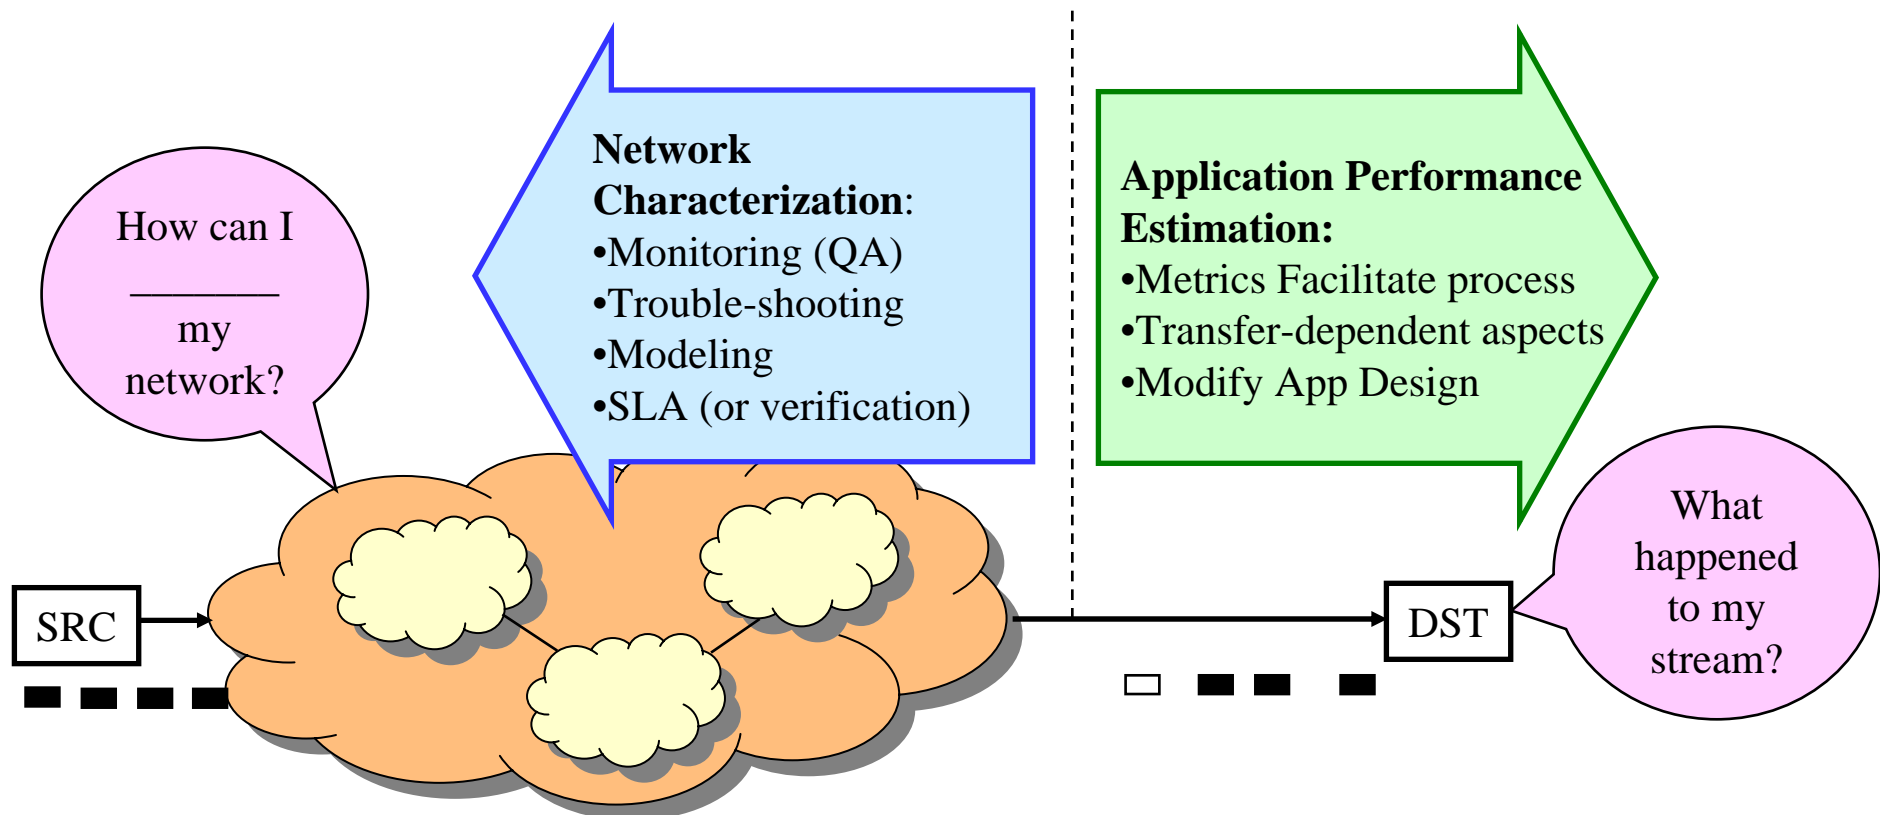 How can I
_______
my
network?
Network
Characterization:
•Monitoring (QA)
•Trouble-shooting
•Modeling
•SLA (or verification)
Application Performance
Estimation:
•Metrics Facilitate process
•Transfer-dependent aspects
•Modify App Design
SRC
DST
What
happened
to my
stream?